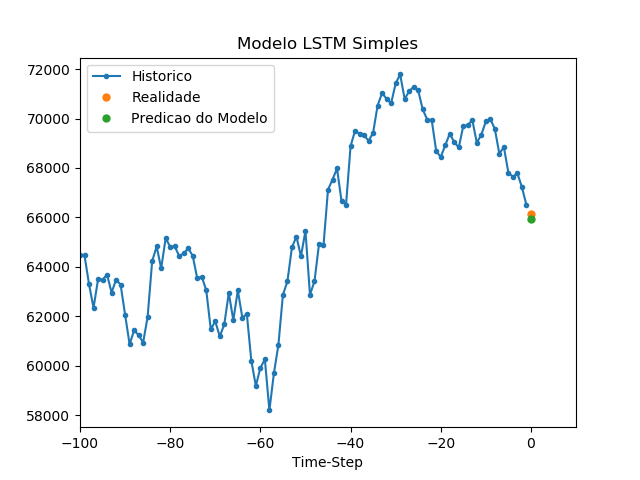 Modelo LSTM Simples
Historico
Realidade
Predicao do Modelo
72000
70000
68000
66000
64000
62000
60000
58000
−100 −80 −60 −40 −20 0
Time-Step